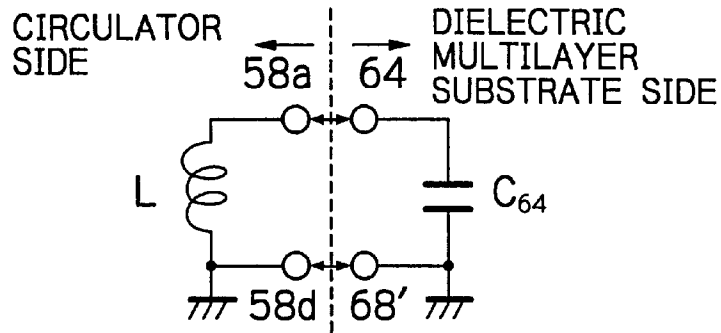 CIRCULATOR
SIDE
DIELECTRIC
MULTILAYER
SUBSTRATE SIDE
58a
64
L
C64
58d
68'